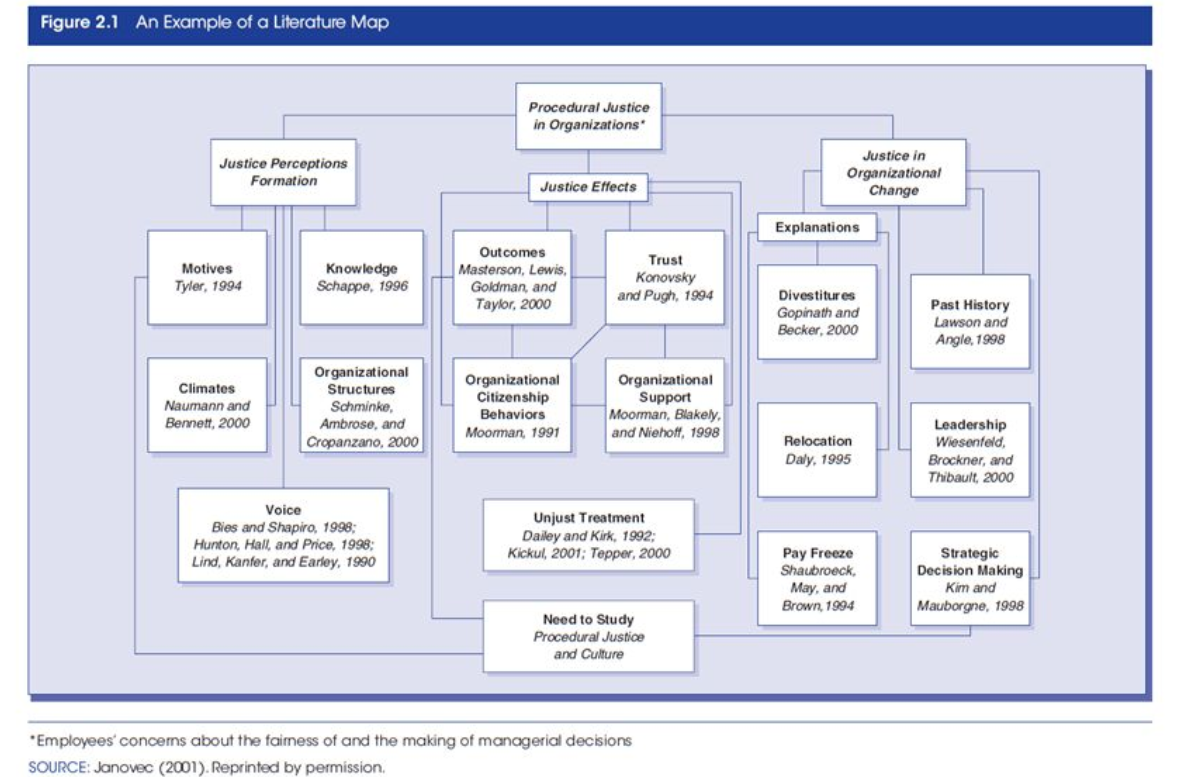 Figure 2.1 An Example of a Literature Map
Procedural Justice
in Organizations*
Justice Perceptions
Formation
Motives
Tyler, 1994
Knowledge
Schappe, 1996
Climates
Naumann and
Bennett, 2000
Organizational
Structures
Schminke,
Ambrose, and
Cropanzano, 2000
Voice
Bies and Shapiro, 1998;
Hunton, Hall, and Price, 1998;
Lind, Kanfer, and Earley, 1990
Justice Effects
Outcomes
Masterson, Lewis,
Goldman, and
Taylor, 2000
Trust
Konovsky
and Pugh, 1994
Organizational
Citizenship
Behaviors
Moorman, 1991
Organizational
Support
Moorman, Blakely,
and Niehoff, 1998
Unjust Treatment
Dailey and Kirk, 1992;
Kickul, 2001; Tepper, 2000
Need to Study
Procedural Justice
and Culture
Justice in
Organizational
Change
Explanations
Divestitures
Gopinath and
Becker, 2000
Past History
Lawson and
Angle,1998
Relocation
Daly, 1995
Leadership
Wiesenfeld,
Brockner, and
Thibault, 2000
Pay Freeze
Shaubroeck,
May, and
Brown,1994
Strategic
Decision Making
Kim and
Mauborgne, 1998
*Employees' concerns about the fairness of and the making of managerial decisions
SOURCE: Janovec (2001). Reprinted by permission.